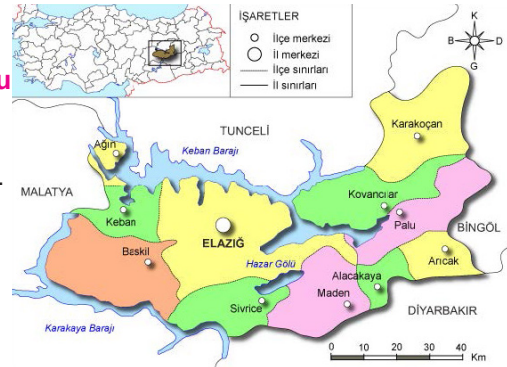 İŞARETLER
İlçe merkezi
İl merkezi
İlçe sınırları
İl sınırları
K
B D
G
u
TUNCELİ
Karakoçan
Ağın
Keban Barajı
MALATYA
Kovancılar
Keban
Palu
BİNGÖL
ELAZIĞ
Baskil
Hazar Gölü
Arıcak
Alacakaya
Sivrice
Maden
DİYARBAKIR
Karakaya Barajı
0 10 20 30 40
Km